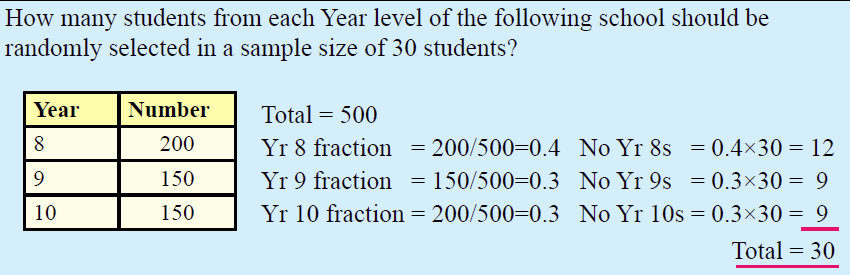 How many students from each Year level of the following school should be
randomly selected in a sample size of 30 students?
Year Number
8 200
9 150
10 150
Total = 500
Yr 8 fraction = 200/500=0.4 No Yr 8s = 0.4×30 = 12
Yr 9 fraction = 150/500=0.3 No Yr 9s = 0.3×30 = 9
Yr 10 fraction = 200/500=0.3 No Yr 10s = 0.3×30 = 9
Total = 30